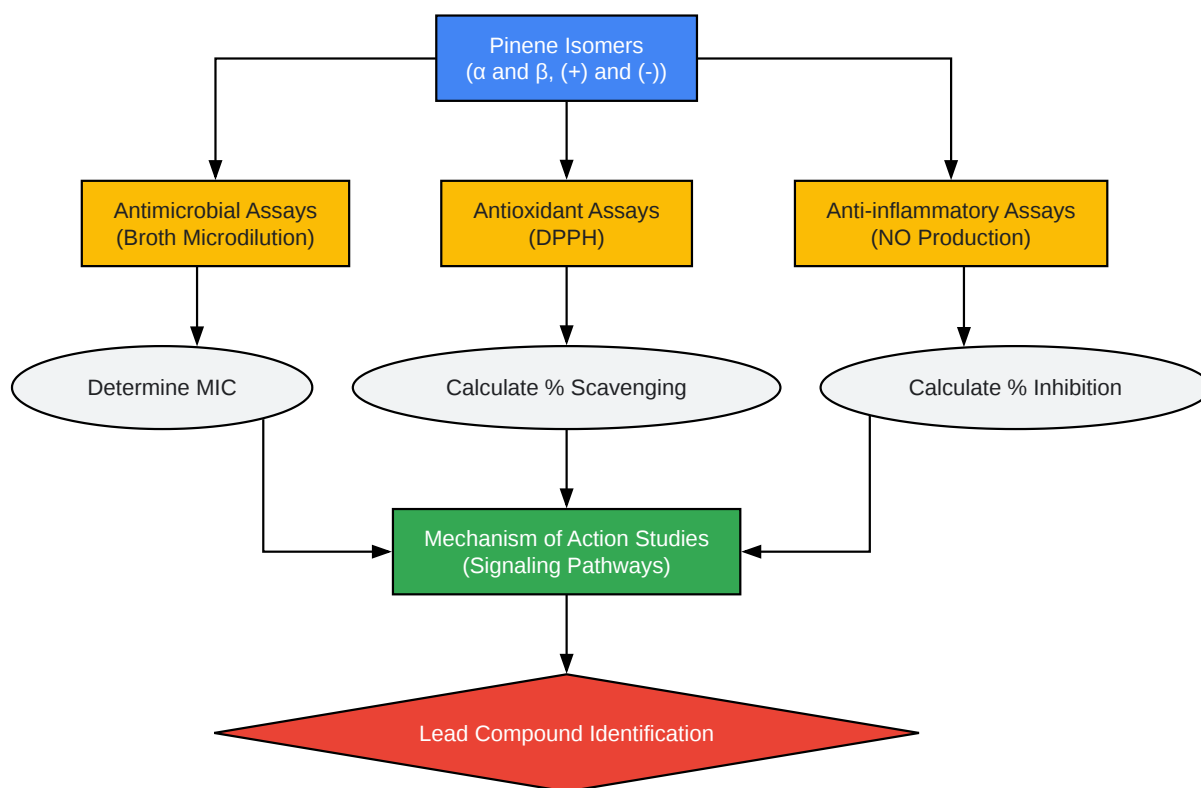 Pinene Isomers
(α and β, (+) and (-))
Antimicrobial Assays
(Broth Microdilution)
Antioxidant Assays
(DPPH)
Anti-inflammatory Assays
(NO Production)
Determine MIC
Calculate % Scavenging
Calculate % Inhibition
Mechanism of Action Studies
(Signaling Pathways)
Lead Compound Identification